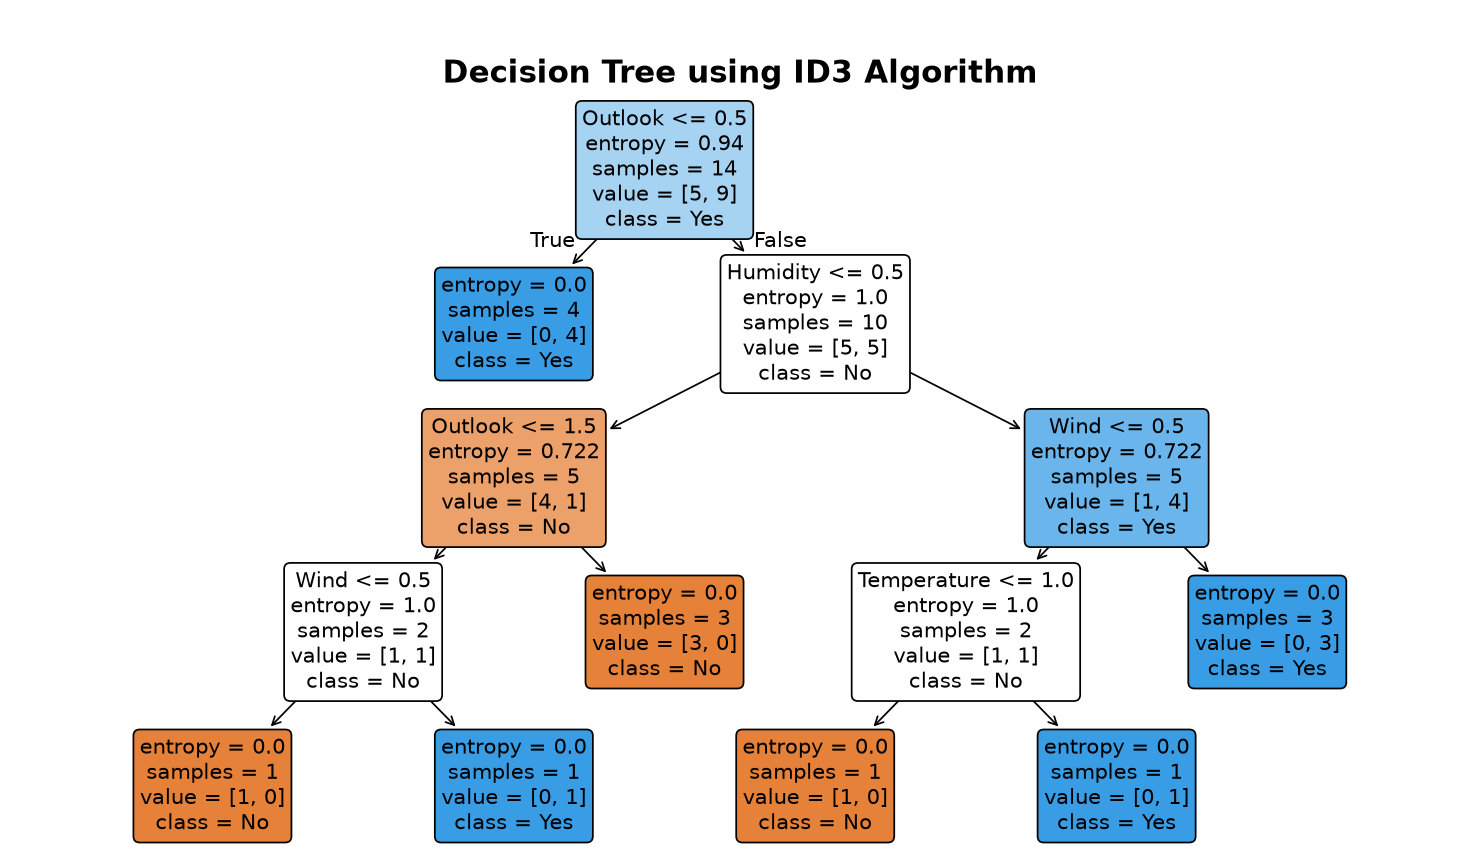 Decision Tree using ID3 Algorithm
Outlook <= 0.5
entropy = 0.94
samples = 14
value = [5, 9]
class = Yes
True
False
entropy = 0.0
samples = 4
value = [0, 4]
class = Yes
Humidity <= 0.5
entropy = 1.0
samples = 10
value = [5, 5]
class = No
Outlook <= 1.5
entropy = 0.722
samples = 5
value = [4, 1]
class = No
Wind <= 0.5
entropy = 0.722
samples = 5
value = [1, 4]
class = Yes
Wind <= 0.5
entropy = 1.0
samples = 2
value = [1, 1]
class = No
entropy = 0.0
samples = 3
value = [3, 0]
class = No
Temperature <= 1.0
entropy = 1.0
samples = 2
value = [1, 1]
class = No
entropy = 0.0
samples = 3
value = [0, 3]
class = Yes
entropy = 0.0
samples = 1
value = [1, 0]
class = No
entropy = 0.0
samples = 1
value = [0, 1]
class = Yes
entropy = 0.0
samples = 1
value = [1, 0]
class = No
entropy = 0.0
samples = 1
value = [0, 1]
class = Yes